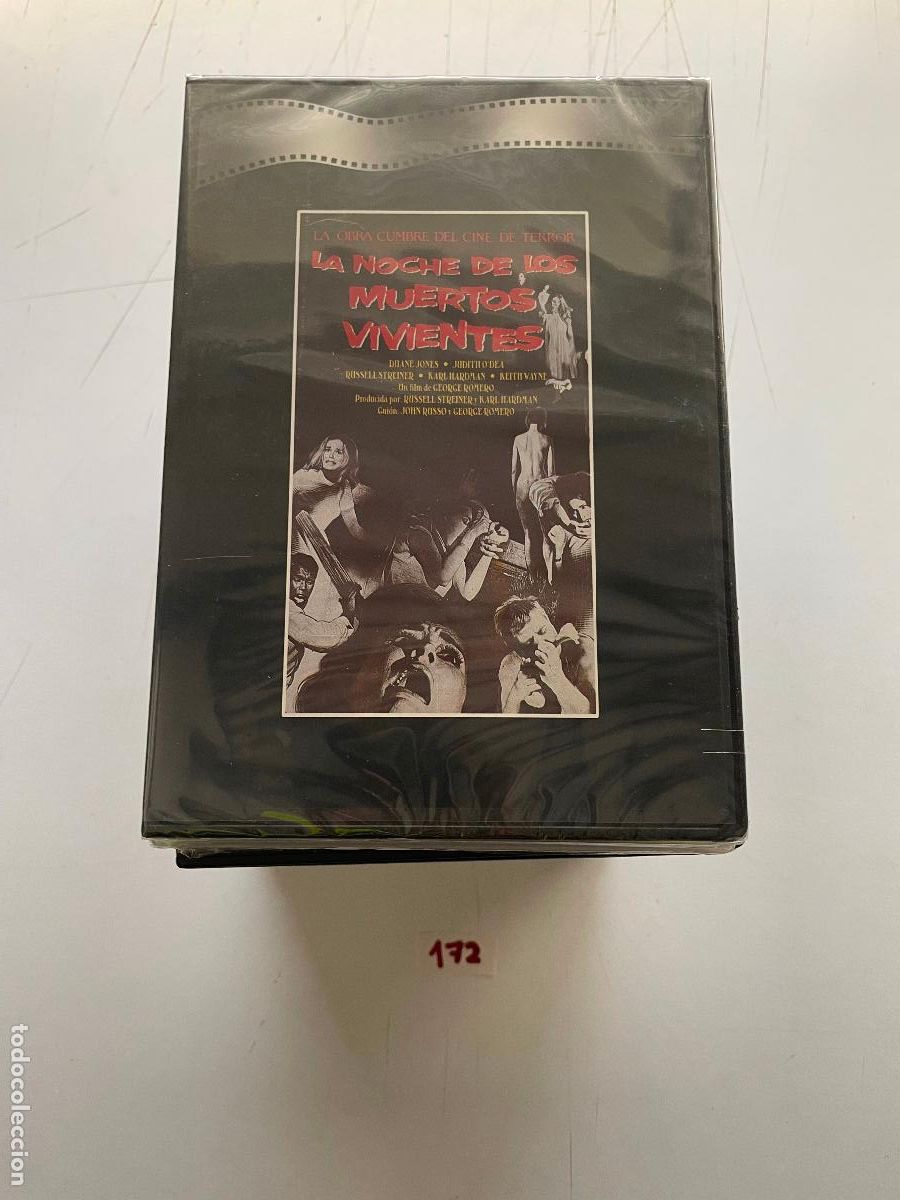 LA OBRA CUMBRE DEL CINE DE TERROR
LA NOCHE DE LOS
MUERTOS
VIVIENTES
DUANE JONES • JUDITH O'DEA
RUSSELL STREINER • KARL HARDMAN • KEITH WAYNE
Un film de GEORGE ROMERO
Producida por: RUSSELL STREINER Y KARL HARDMAN
Guión: JOHN RUSSO Y GEORGE ROMERO
172
todocoleccion.net